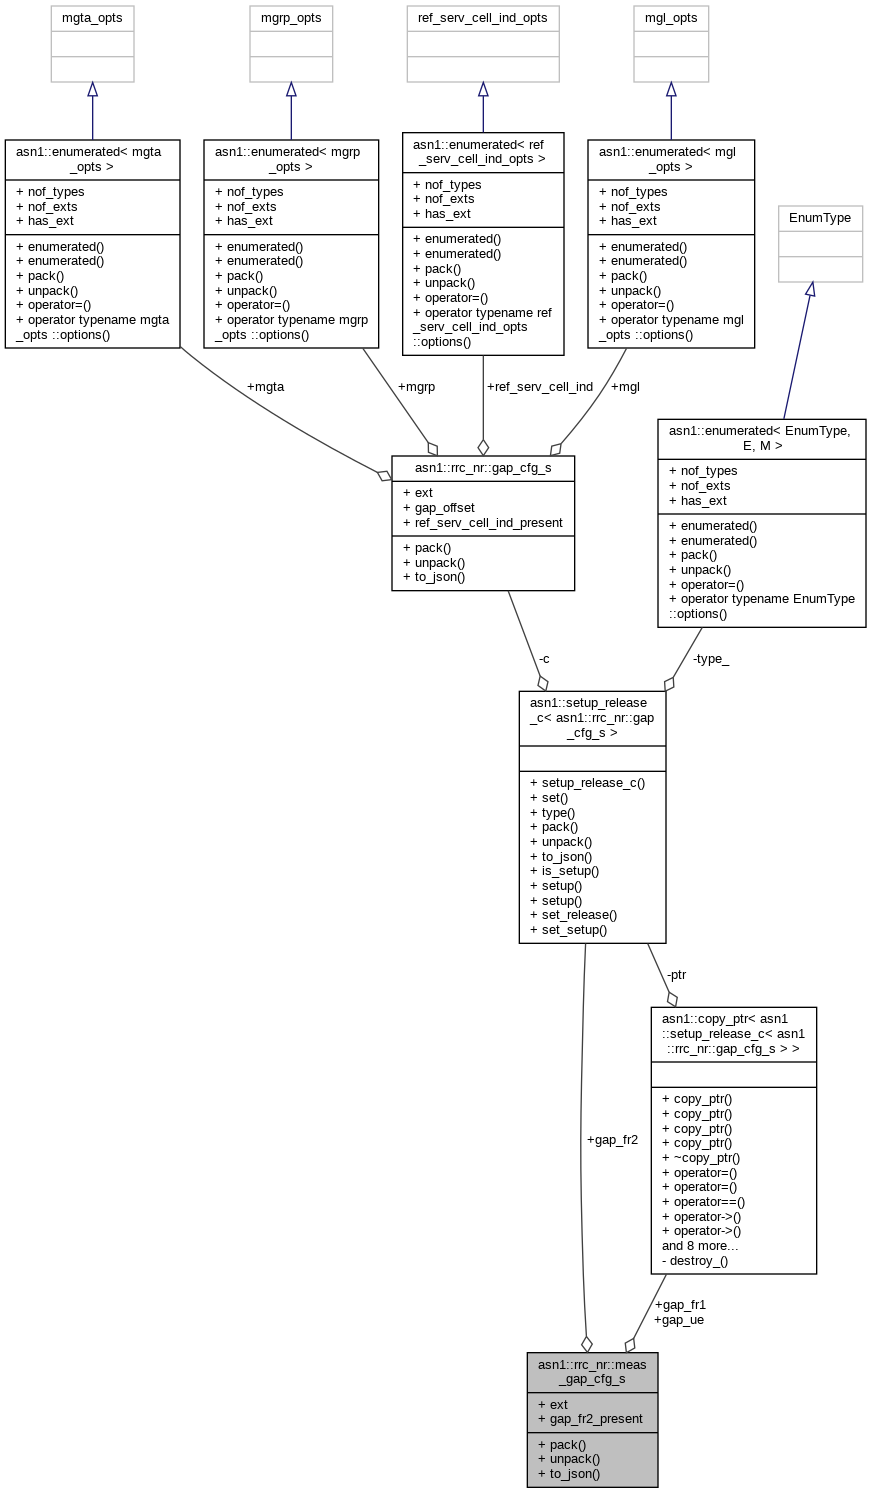 mgta_opts
mgrp_opts
ref_serv_cell_ind_opts
mgl_opts
asn1::enumerated< mgta
_opts >
+ nof_types
+ nof_exts
+ has_ext
+ enumerated()
+ enumerated()
+ pack()
+ unpack()
+ operator=()
+ operator typename mgta
_opts ::options()
asn1::enumerated< mgrp
_opts >
+ nof_types
+ nof_exts
+ has_ext
+ enumerated()
+ enumerated()
+ pack()
+ unpack()
+ operator=()
+ operator typename mgrp
_opts ::options()
asn1::enumerated< ref
_serv_cell_ind_opts >
+ nof_types
+ nof_exts
+ has_ext
+ enumerated()
+ enumerated()
+ pack()
+ unpack()
+ operator=()
+ operator typename ref
_serv_cell_ind_opts
::options()
asn1::enumerated< mgl
_opts >
+ nof_types
+ nof_exts
+ has_ext
+ enumerated()
+ enumerated()
+ pack()
+ unpack()
+ operator=()
+ operator typename mgl
_opts ::options()
EnumType
+mgta
+mgrp
+ref_serv_cell_ind
+mgl
asn1::enumerated< EnumType,
E, M >
+ nof_types
+ nof_exts
+ has_ext
+ enumerated()
+ enumerated()
+ pack()
+ unpack()
+ operator=()
+ operator typename EnumType
::options()
asn1::rrc_nr::gap_cfg_s
+ ext
+ gap_offset
+ ref_serv_cell_ind_present
+ pack()
+ unpack()
+ to_json()
-c
-type_
asn1::setup_release
_c< asn1::rrc_nr::gap
_cfg_s >
+ setup_release_c()
+ set()
+ type()
+ pack()
+ unpack()
+ to_json()
+ is_setup()
+ setup()
+ setup()
+ set_release()
+ set_setup()
-ptr
asn1::copy_ptr< asn1
::setup_release_c< asn1
::rrc_nr::gap_cfg_s > >
+ copy_ptr()
+ copy_ptr()
+ copy_ptr()
+ copy_ptr()
+ ~copy_ptr()
+ operator=()
+ operator=()
+ operator==()
+ operator->()
+ operator->()
and 8 more...
- destroy_()
+gap_fr2
+gap_fr1
+gap_ue
asn1::rrc_nr::meas
_gap_cfg_s
+ ext
+ gap_fr2_present
+ pack()
+ unpack()
+ to_json()